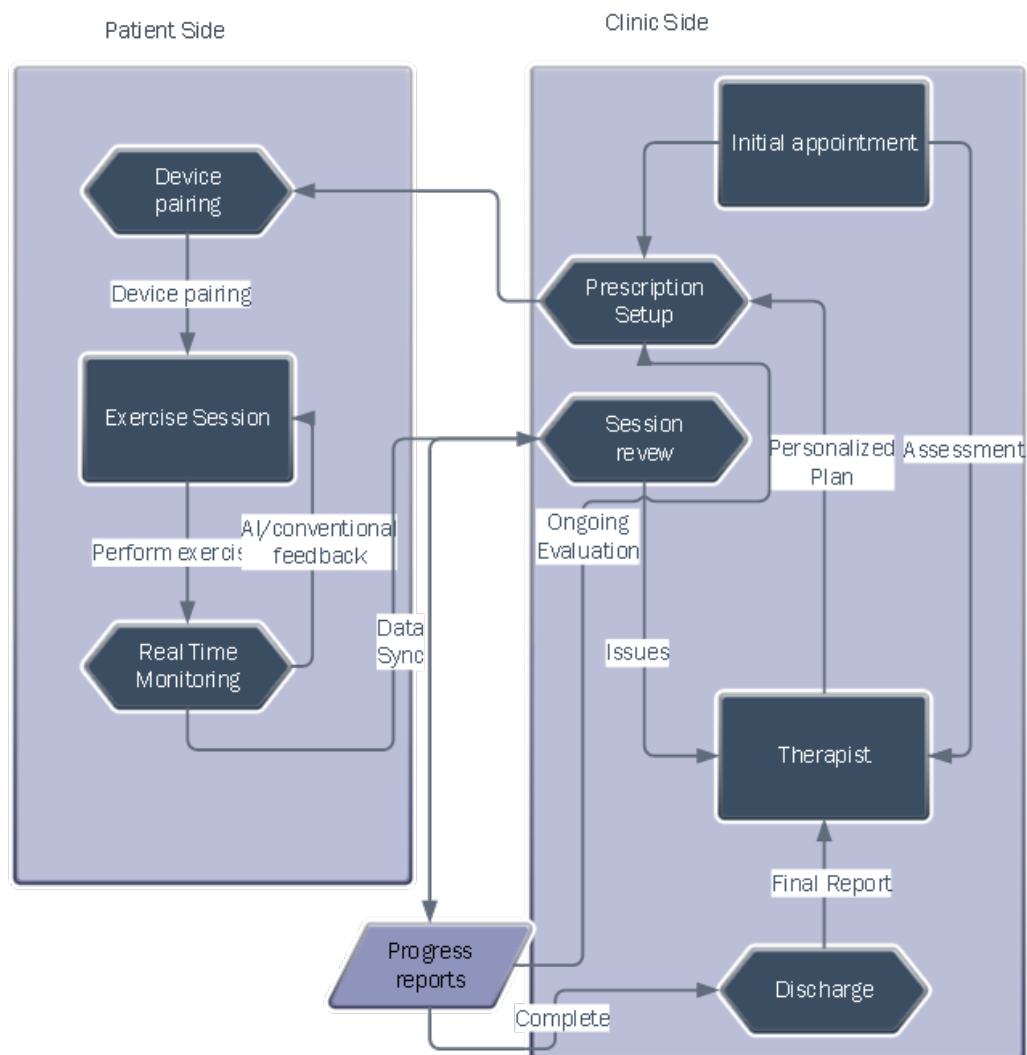 Patient Side
Clinic Side
Initial appointment
Device
pairing
Device pairing
Prescription
Setup
Exercise Session
Session
revew
Personalized
Plan
Assessment
AI/conventional
feedback
Perform exercis
Ongoing
Evaluation
Data
Sync
Issues
Real Time
Monitoring
Therapist
Final Report
Progress
reports
Discharge
Complete